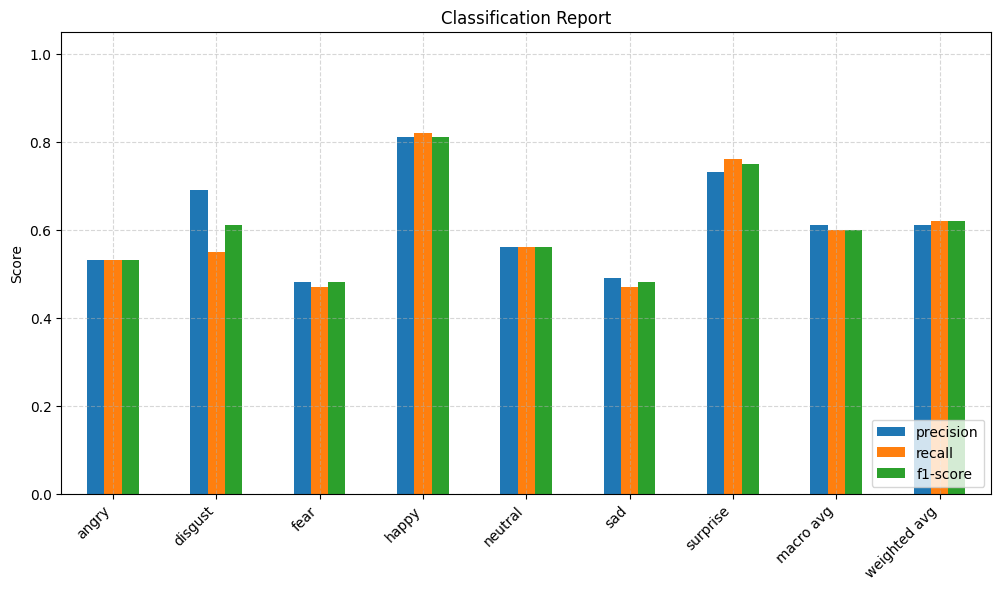 Classification Report
1.0
0.8
0.6
0.4
0.2
0.0
Score
angry
disgust
fear
happy
neutral
sad
surprise
macro avg
weighted avg
precision
recall
f1-score